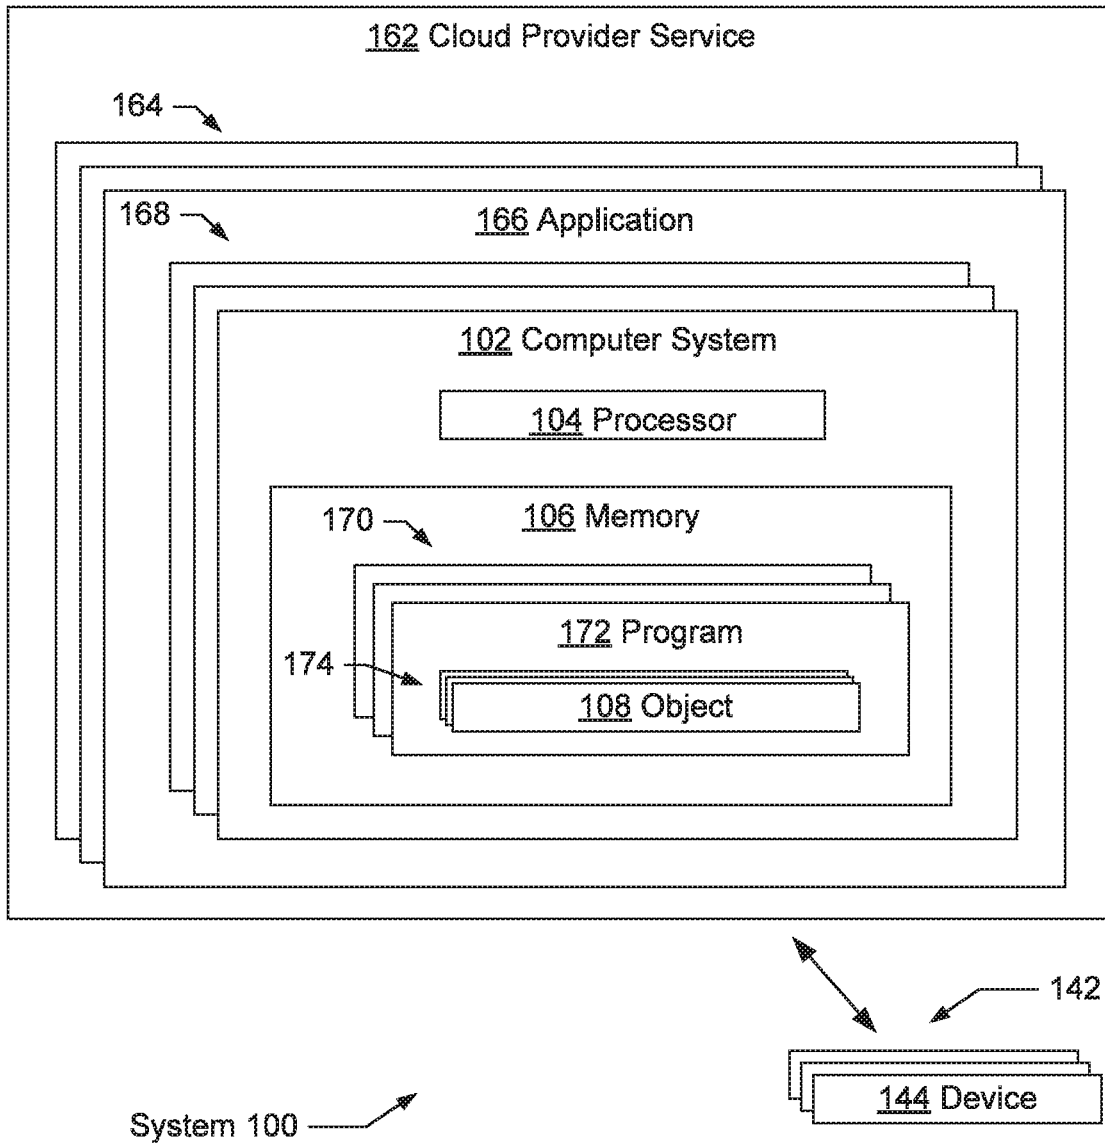 162 Cloud Provider Service
164
168
166 Application
102 Computer System
104 Processor
170
106 Memory
172 Program
174
108 Object
142
144 Device
System 100